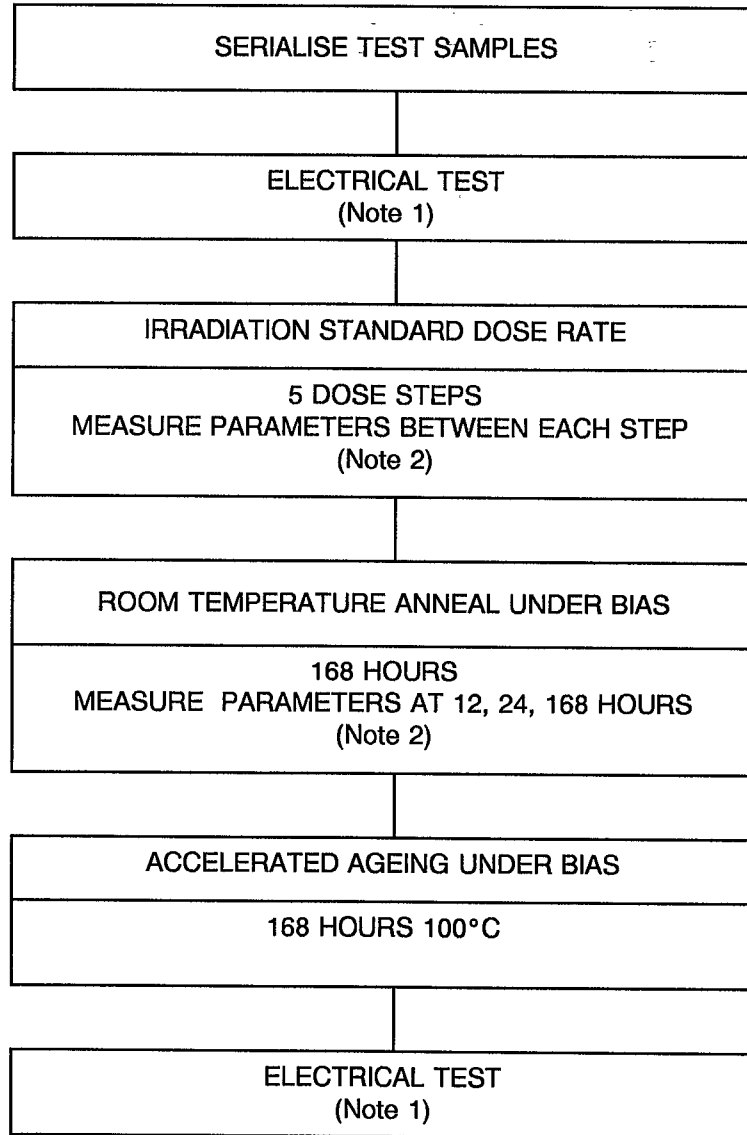 SERIALISE TEST SAMPLES
ELECTRICAL TEST
(Note 1)
IRRADIATION STANDARD DOSE RATE
5 DOSE STEPS
MEASURE PARAMETERS BETWEEN EACH STEP
(Note 2)
ROOM TEMPERATURE ANNEAL UNDER BIAS
168 HOURS
MEASURE PARAMETERS AT 12, 24, 168 HOURS
(Note 2)
ACCELERATED AGEING UNDER BIAS
168 HOURS 100°C
ELECTRICAL TEST
(Note 1)